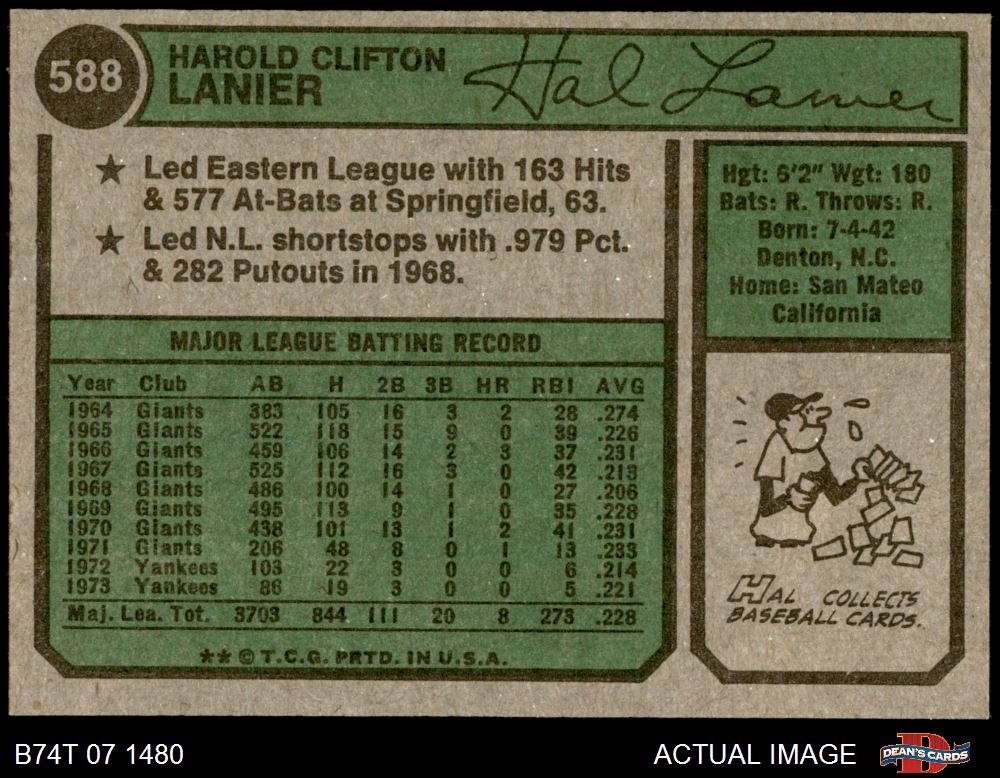 588
HAROLD CLIFTON
LANIER
Hal Lanier
★ Led Eastern League with 163 Hits
& 577 At-Bats at Springfield, 63.
★ Led N.L. shortstops with .979 Pct.
& 282 Putouts in 1968.
Hgt: 6'2" Wgt: 180
Bats: R. Throws: R.
Born: 7-4-42
Denton, N.C.
Home: San Mateo
California
MAJOR LEAGUE BATTING RECORD
Year Club AB H 2B 3B HR RBI AVG
1964 Giants 383 105 16 3 2 28 .274
1965 Giants 522 118 15 9 0 39 .226
1966 Giants 459 106 14 2 3 37 .231
1967 Giants 525 112 16 3 0 42 .213
1968 Giants 486 100 14 1 0 27 .206
1969 Giants 495 113 9 1 0 35 .228
1970 Giants 438 101 13 1 2 41 .231
1971 Giants 206 48 8 0 1 13 .233
1972 Yankees 103 22 3 0 0 6 .214
1973 Yankees 86 19 3 0 0 5 .221
Maj. Lea. Tot. 3703 844 111 20 8 273 .228
** © T.C.G. PRTD. IN U.S.A.
HAL COLLECTS
BASEBALL CARDS.
B74T 07 1480
ACTUAL IMAGE
DEAN'S CARDS